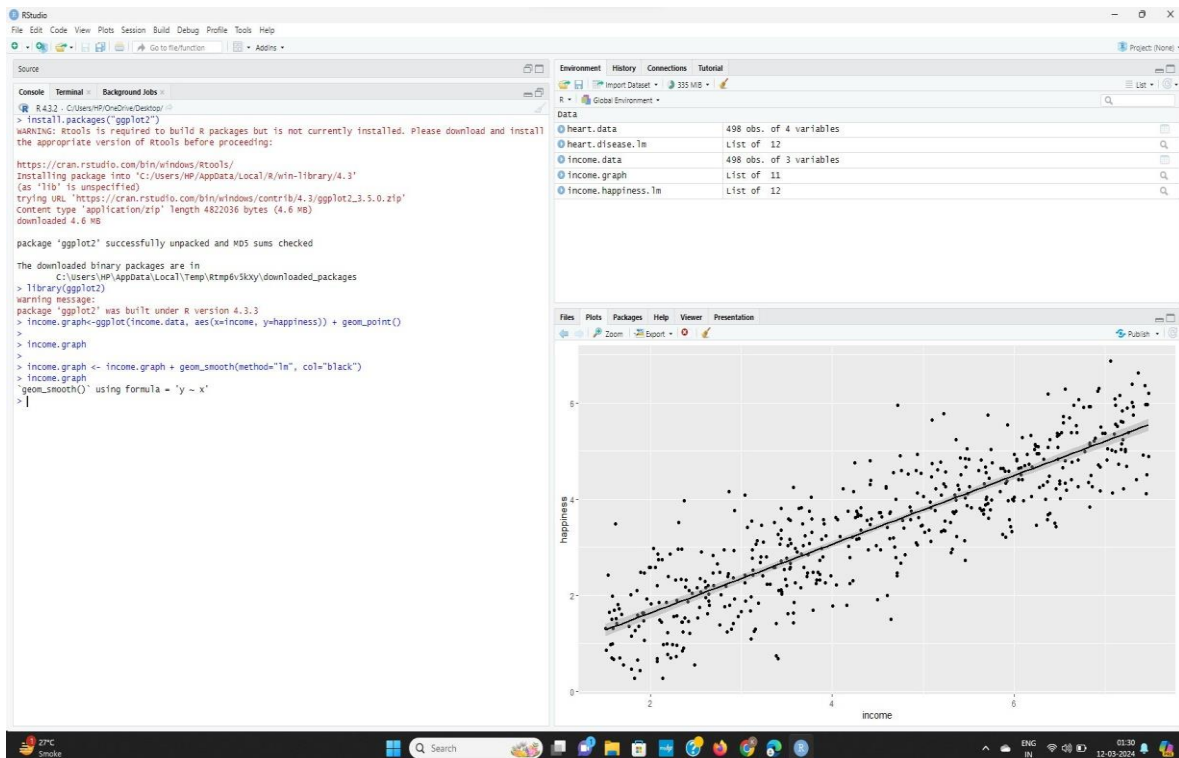 RStudio
File Edit Code View Plots Session Build Debug Profile Tools Help
Go to file/function Addins
Project: (None)
Source
Console Terminal Background Jobs
R 4.3.2 · C:/Users/HP/OneDrive/Desktop/
> install.packages("ggplot2")
WARNING: Rtools is required to build R packages but is not currently installed. Please download and install
the appropriate version of Rtools before proceeding:
https://cran.rstudio.com/bin/windows/Rtools/
Installing package into ‘C:/Users/HP/AppData/Local/R/win-library/4.3’
(as ‘lib’ is unspecified)
trying URL 'https://cran.rstudio.com/bin/windows/contrib/4.3/ggplot2_3.5.0.zip'
Content type 'application/zip' length 4822036 bytes (4.6 MB)
downloaded 4.6 MB
package ‘ggplot2’ successfully unpacked and MD5 sums checked
The downloaded binary packages are in
C:\Users\HP\AppData\Local\Temp\Rtmp6v5kXy\downloaded_packages
> library(ggplot2)
Warning message:
package ‘ggplot2’ was built under R version 4.3.3
> income.graph<-ggplot(income.data, aes(x=income, y=happiness)) + geom_point()
>
> income.graph
>
> income.graph <- income.graph + geom_smooth(method="lm", col="black")
> income.graph
`geom_smooth()` using formula = 'y ~ x'
>
Environment History Connections Tutorial
Import Dataset 335 MiB List
R Global Environment
Data
heart.data 498 obs. of 4 variables
heart.disease.lm List of 12
income.data 498 obs. of 3 variables
income.graph List of 11
income.happiness.lm List of 12
Files Plots Packages Help Viewer Presentation
Zoom Export Publish
happiness
6
4
2
0
2 4 6
income
27°C
Smoke
Search
ENG
IN
01:30
12-03-2024